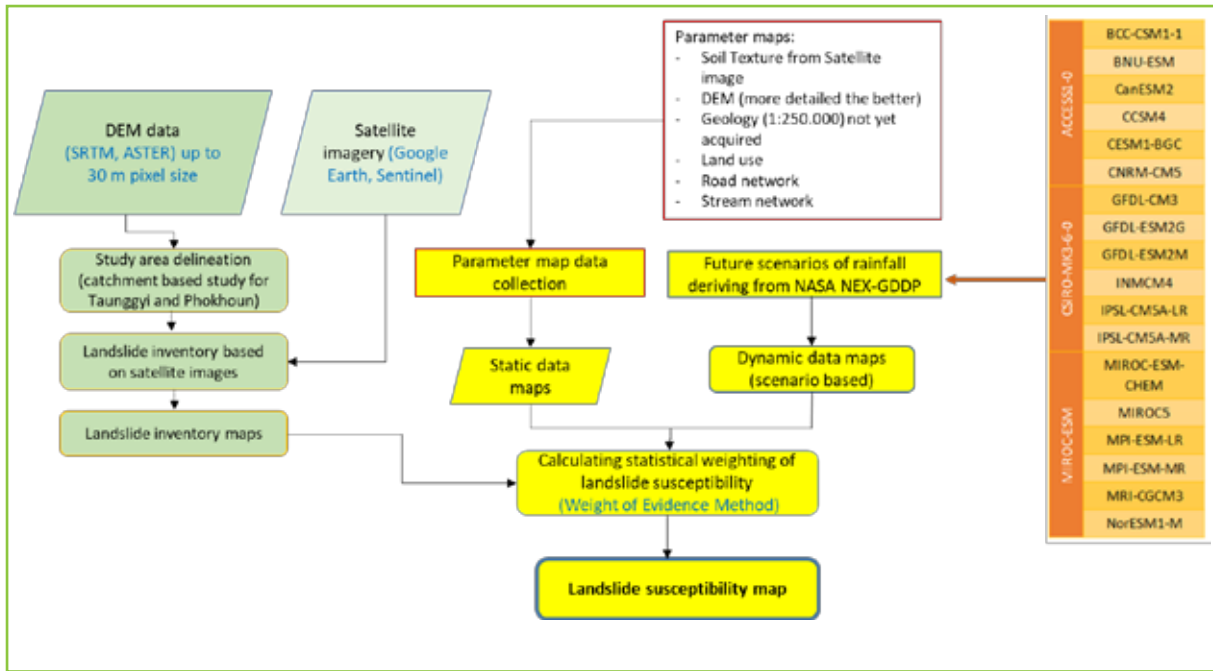 DEM data
(SRTM, ASTER) up to
30 m pixel size
Satellite
imagery (Google
Earth, Sentinel)
Parameter maps:
- Soil Texture from Satellite
image
- DEM (more detailed the better)
- Geology (1:250.000) not yet
acquired
- Land use
- Road network
- Stream network
Study area delineation
(catchment based study for
Taunggyi and Phokhoun)
Landslide inventory based
on satellite images
Landslide inventory maps
Parameter map data
collection
Static data
maps
Future scenarios of rainfall
deriving from NASA NEX-GDDP
Dynamic data maps
(scenario based)
Calculating statistical weighting of
landslide susceptibility
(Weight of Evidence Method)
Landslide susceptibility map
ACCESS1-0
BCC-CSM1-1
BNU-ESM
CanESM2
CCSM4
CESM1-BGC
CNRM-CM5
CSIRO-MK3-6-0
GFDL-CM3
GFDL-ESM2G
GFDL-ESM2M
INMCM4
IPSL-CM5A-LR
IPSL-CM5A-MR
MIROC-ESM
MIROC-ESM-
CHEM
MIROC5
MPI-ESM-LR
MPI-ESM-MR
MRI-CGCM3
NorESM1-M